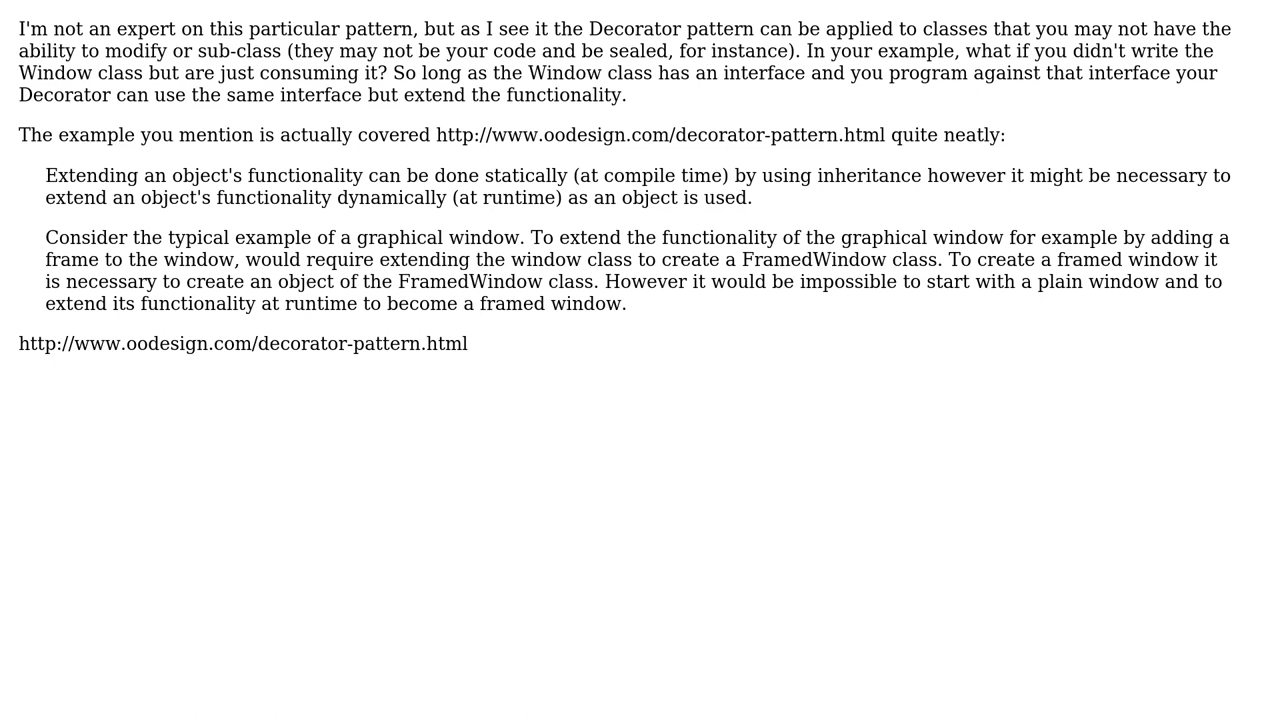 I'm not an expert on this particular pattern, but as I see it the Decorator pattern can be applied to classes that you may not have the
ability to modify or sub-class (they may not be your code and be sealed, for instance). In your example, what if you didn't write the
Window class but are just consuming it? So long as the Window class has an interface and you program against that interface your
Decorator can use the same interface but extend the functionality.
The example you mention is actually covered http://www.oodesign.com/decorator-pattern.html quite neatly:
Extending an object's functionality can be done statically (at compile time) by using inheritance however it might be necessary to
extend an object's functionality dynamically (at runtime) as an object is used.
Consider the typical example of a graphical window. To extend the functionality of the graphical window for example by adding a
frame to the window, would require extending the window class to create a FramedWindow class. To create a framed window it
is necessary to create an object of the FramedWindow class. However it would be impossible to start with a plain window and to
extend its functionality at runtime to become a framed window.
http://www.oodesign.com/decorator-pattern.html